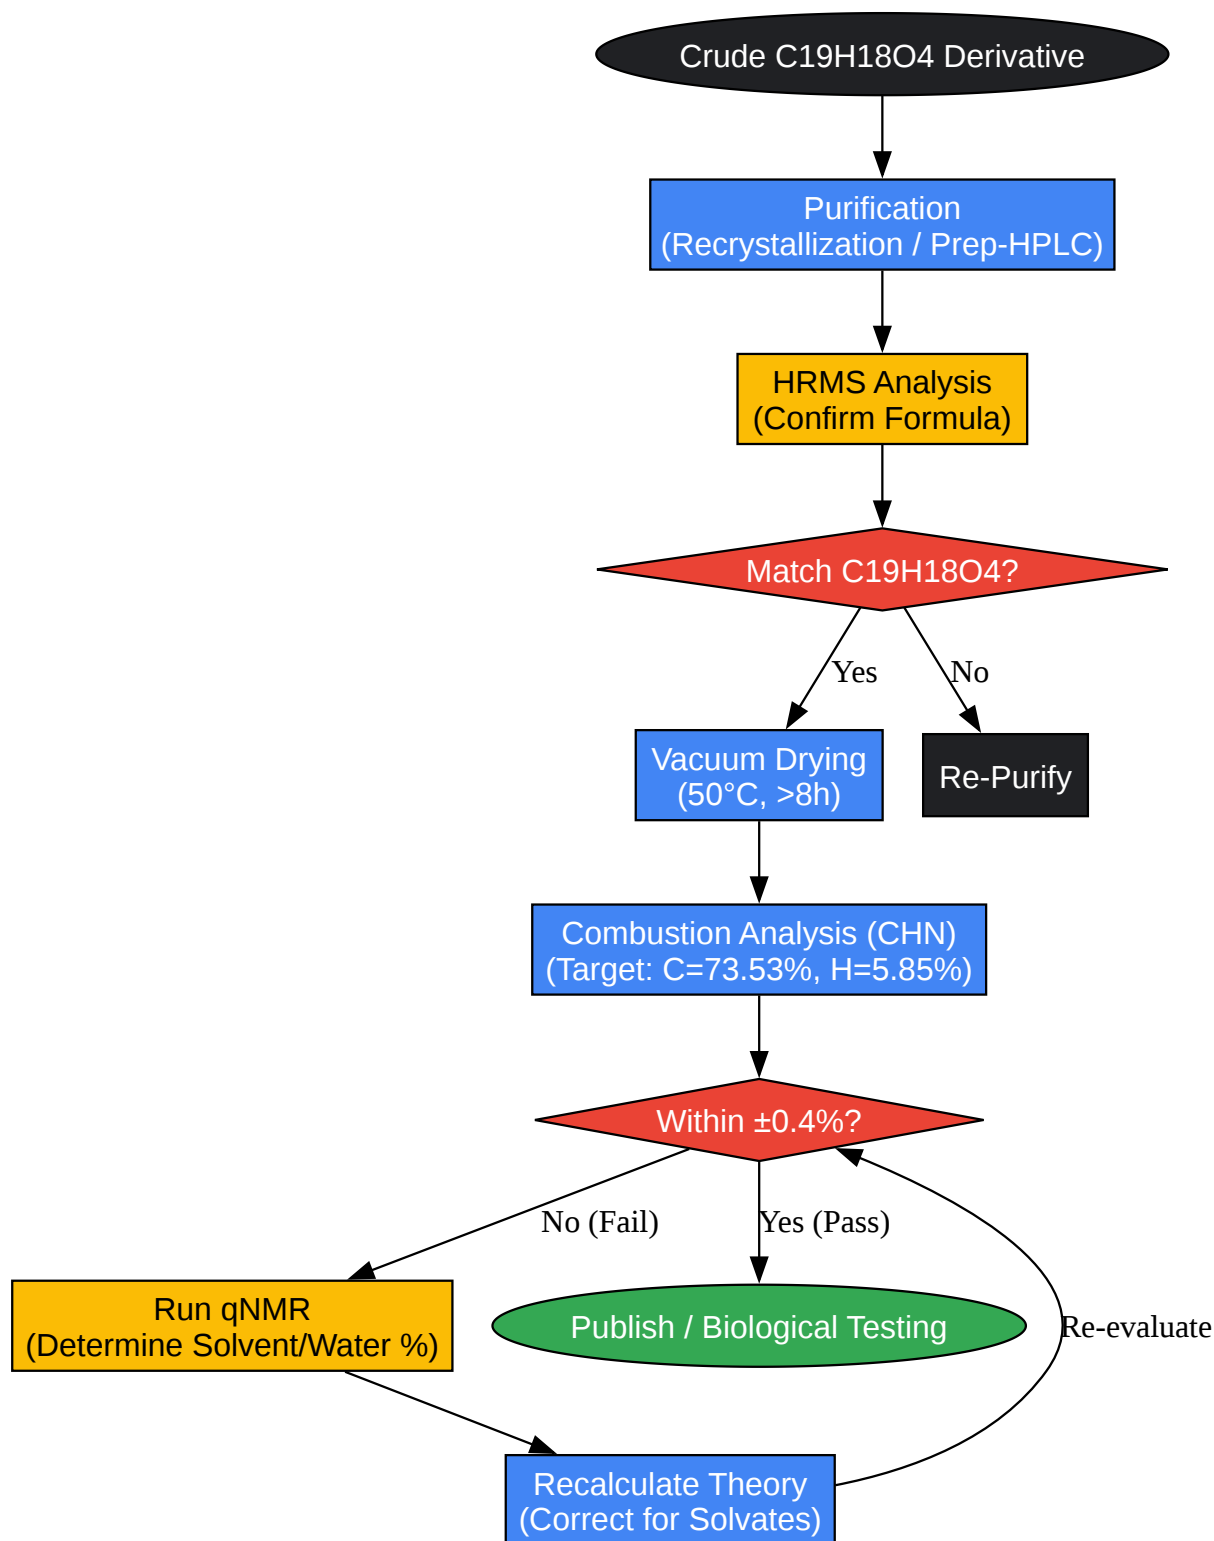 Crude C19H18O4 Derivative
Purification
(Recrystallization / Prep-HPLC)
HRMS Analysis
(Confirm Formula)
Match C19H18O4?
Yes
No
Vacuum Drying
(50°C, >8h)
Re-Purify
Combustion Analysis (CHN)
(Target: C=73.53%, H=5.85%)
Within ±0.4%?
No (Fail)
Yes (Pass)
Run qNMR
(Determine Solvent/Water %)
Publish / Biological Testing
Re-evaluate
Recalculate Theory
(Correct for Solvates)